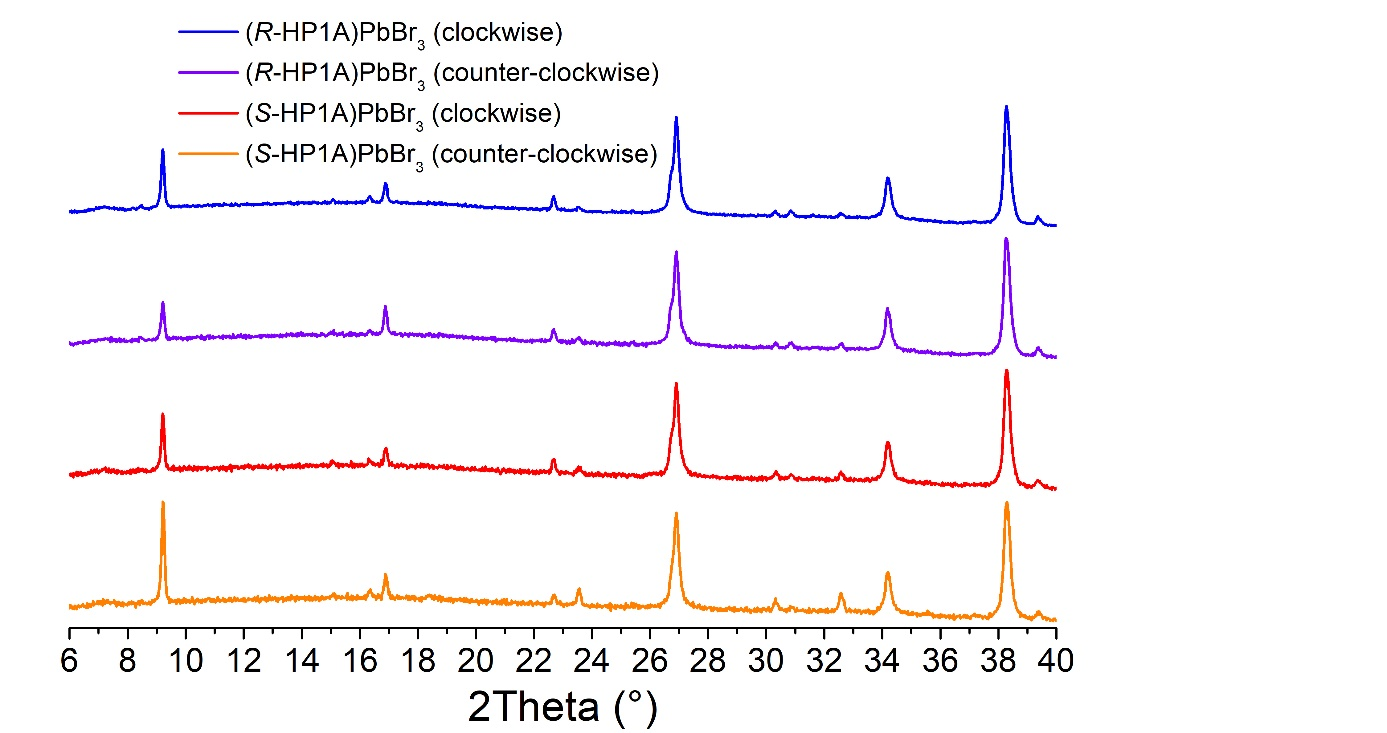 (R-HP1A)PbBr3 (clockwise)
(R-HP1A)PbBr3 (counter-clockwise)
(S-HP1A)PbBr3 (clockwise)
(S-HP1A)PbBr3 (counter-clockwise)
6 8 10 12 14 16 18 20 22 24 26 28 30 32 34 36 38 40
2Theta (°)